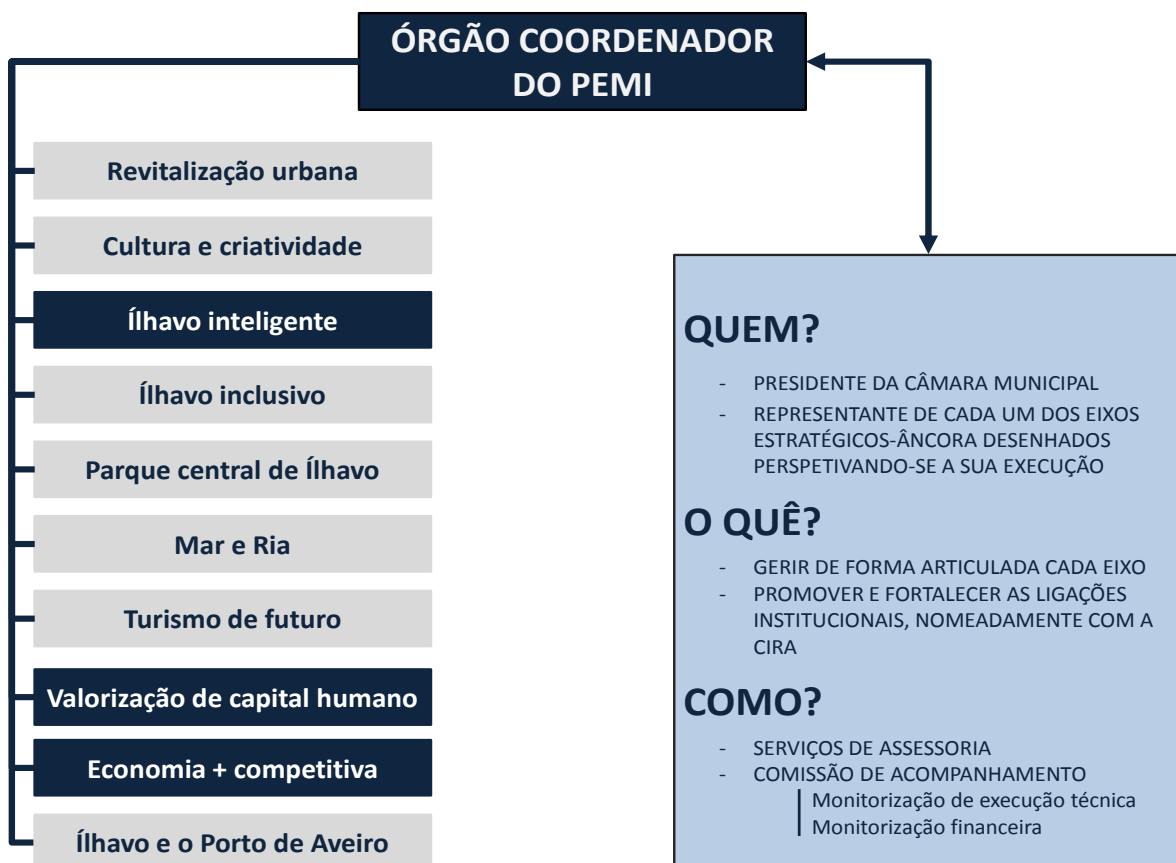 ÓRGÃO COORDENADOR
DO PEMI
Revitalização urbana
Cultura e criatividade
Ílhavo inteligente
Ílhavo inclusivo
Parque central de Ílhavo
Mar e Ria
Turismo de futuro
Valorização de capital humano
Economia + competitiva
Ílhavo e o Porto de Aveiro
QUEM?
- PRESIDENTE DA CÂMARA MUNICIPAL
- REPRESENTANTE DE CADA UM DOS EIXOS
ESTRATÉGICOS-ÂNCORA DESENHADOS
PERSPETIVANDO-SE A SUA EXECUÇÃO
O QUÊ?
- GERIR DE FORMA ARTICULADA CADA EIXO
- PROMOVER E FORTALECER AS LIGAÇÕES
INSTITUCIONAIS, NOMEADAMENTE COM A
CIRA
COMO?
- SERVIÇOS DE ASSESSORIA
- COMISSÃO DE ACOMPANHAMENTO
Monitorização de execução técnica
Monitorização financeira